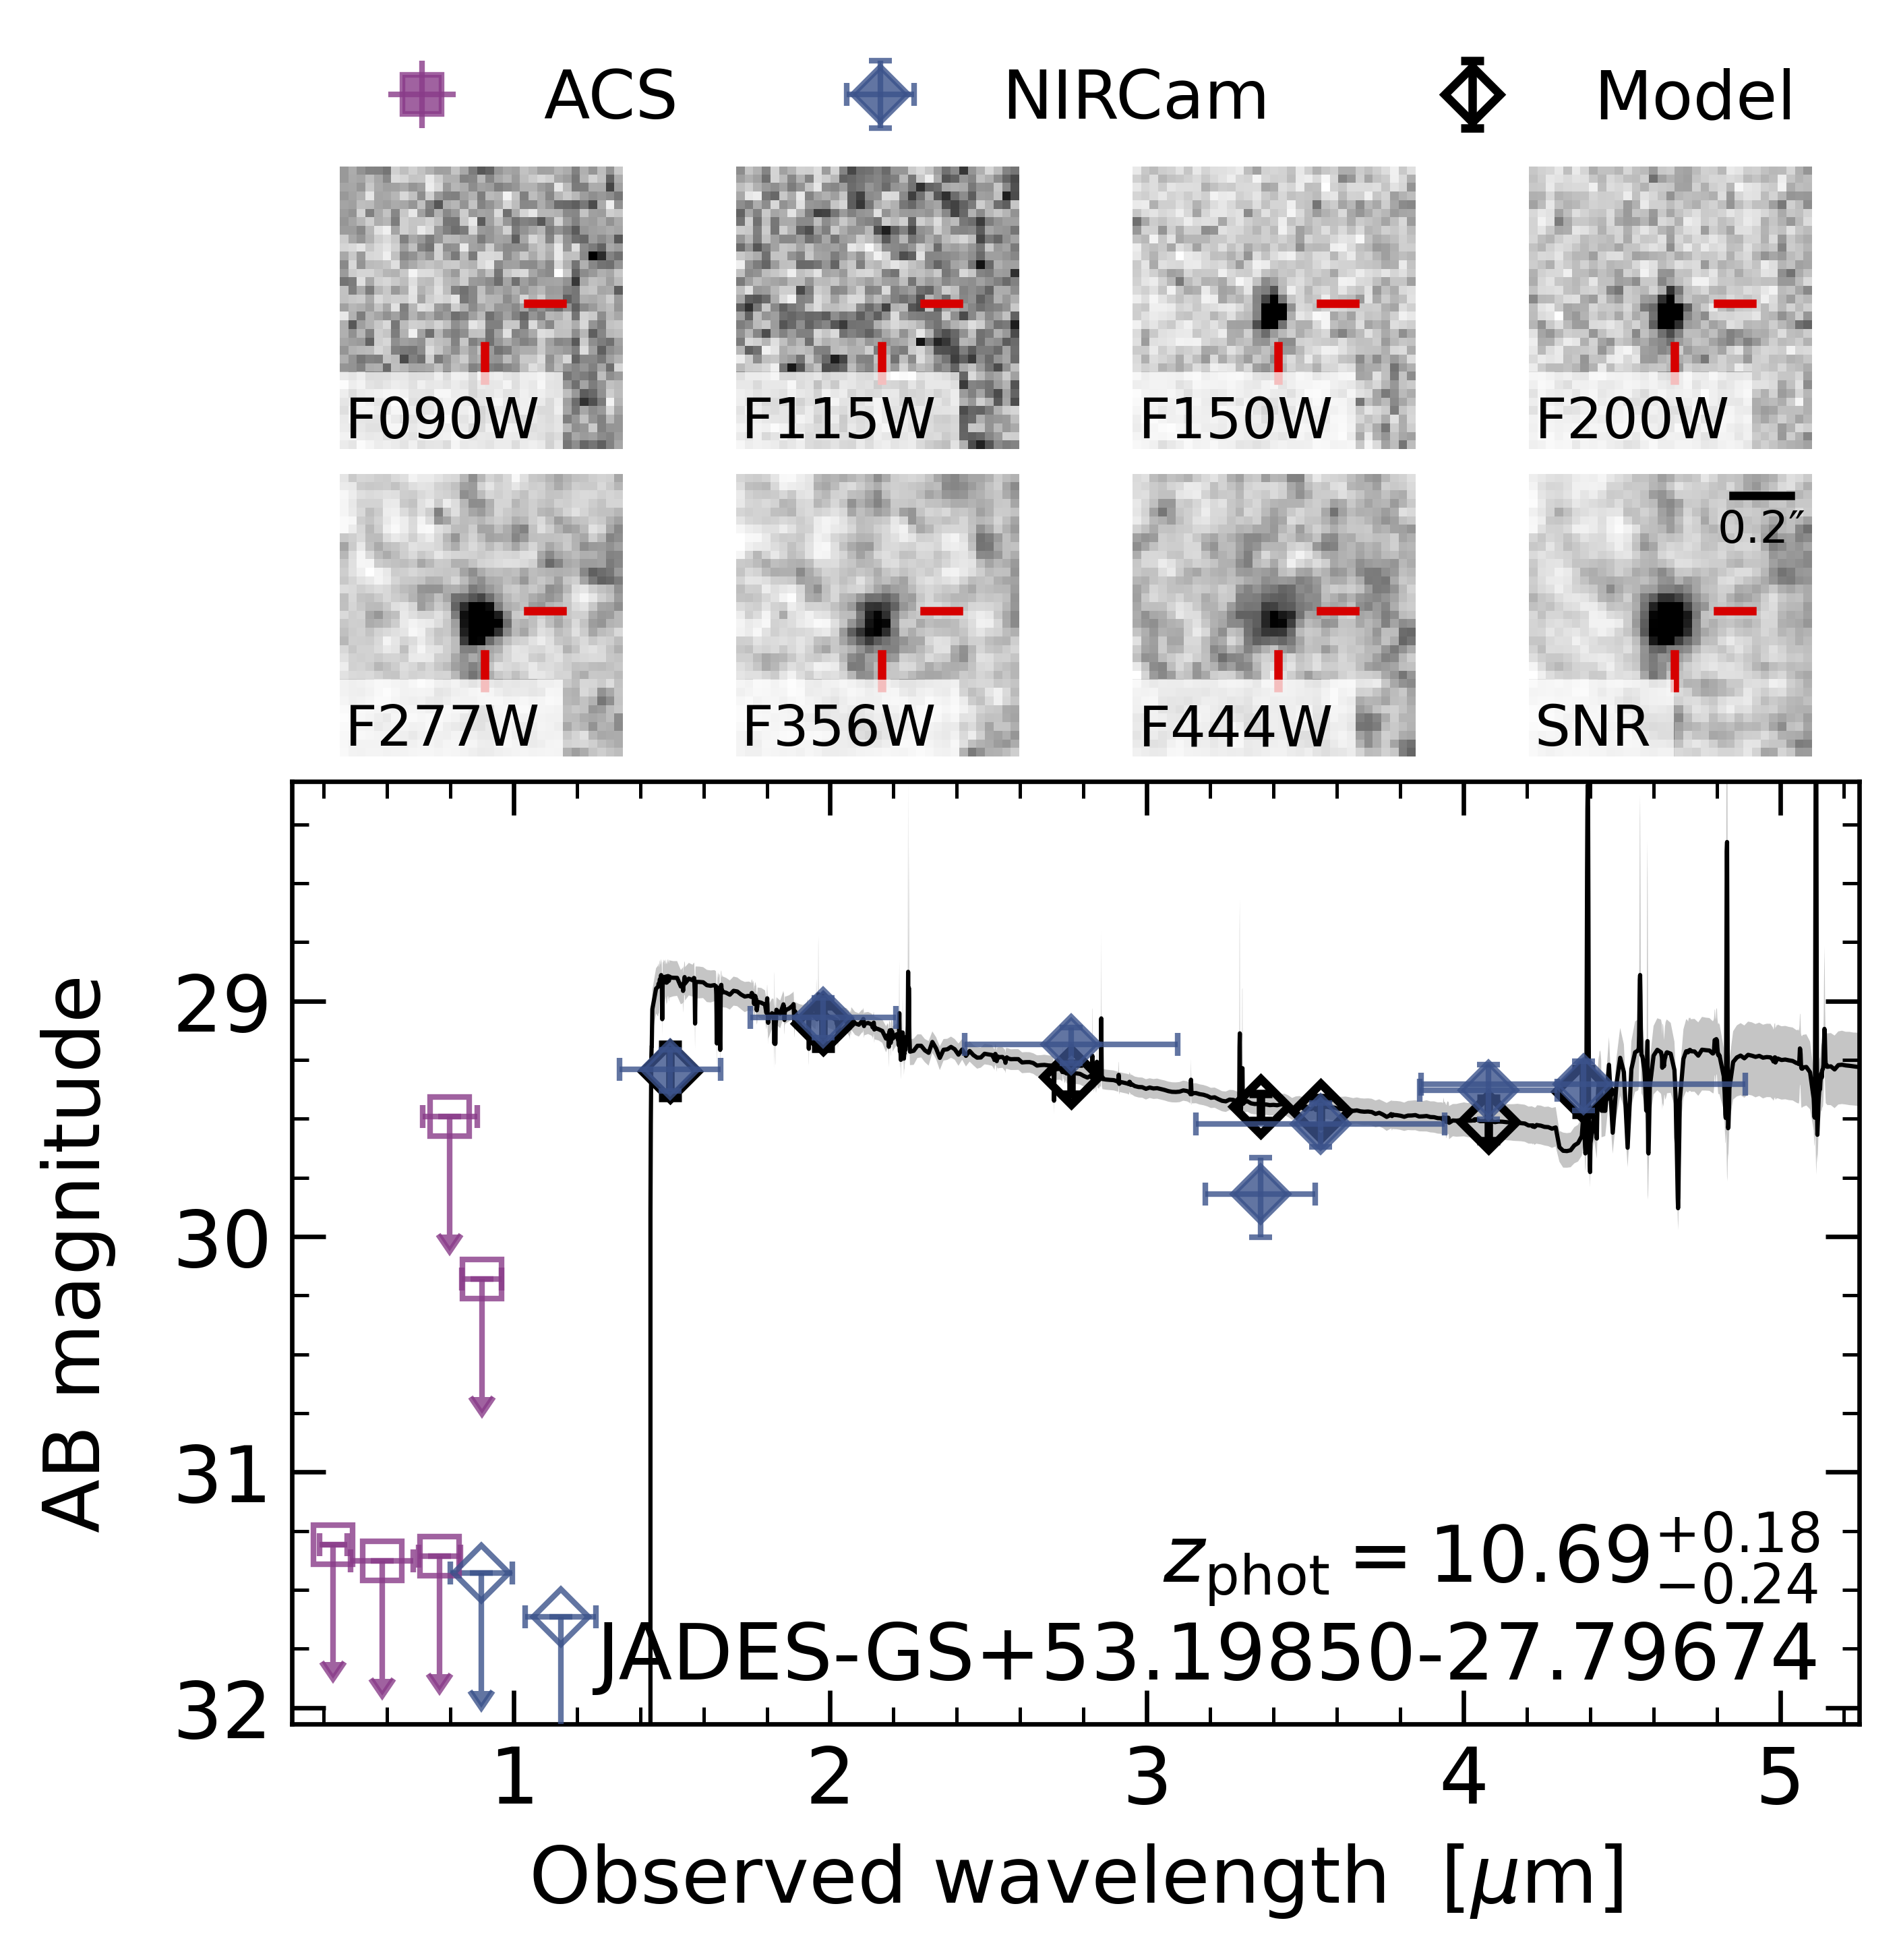 ACS NIRCam Model
F090W F115W F150W F200W
0.2″
F277W F356W F444W SNR
AB magnitude
29
30
31
32
z_phot = 10.69 +0.18 −0.24
JADES-GS+53.19850-27.79674
1 2 3 4 5
Observed wavelength [μm]